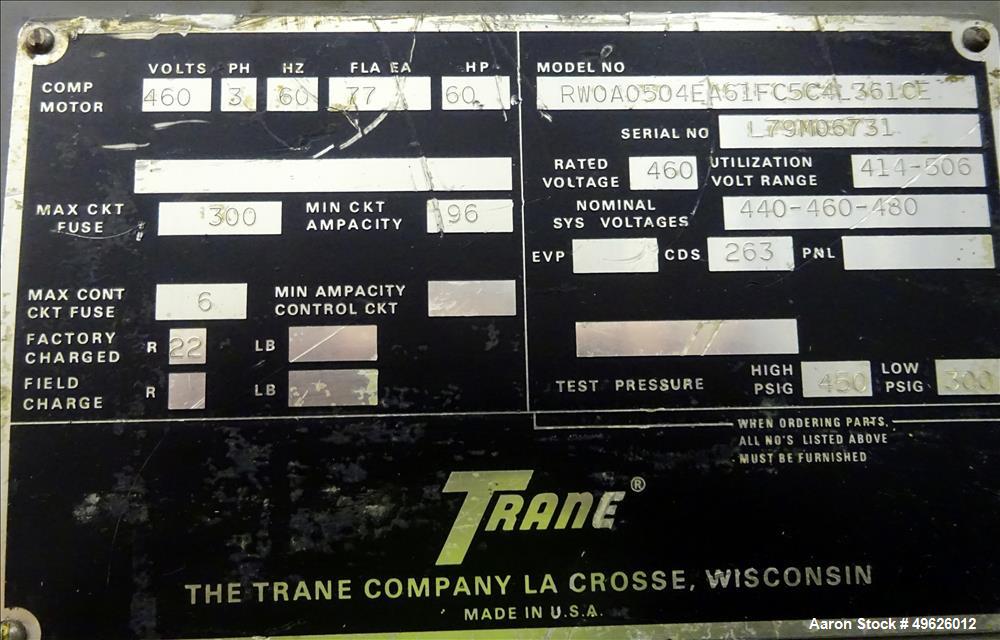 VOLTS PH HZ FLA EA HP
COMP MOTOR 460 3 60 77 60
MAX CKT FUSE 300 MIN CKT AMPACITY 196
MAX CONT CKT FUSE 6 MIN AMPACITY CONTROL CKT
FACTORY CHARGED R 22 LB
FIELD CHARGE R LB
MODEL NO RWOA0504EA61FC5C4L361CE
SERIAL NO L79M06731
RATED VOLTAGE 460 UTILIZATION VOLT RANGE 414-506
NOMINAL SYS VOLTAGES 440-460-480
EVP CDS 263 PNL
TEST PRESSURE HIGH PSIG 450 LOW PSIG 300
WHEN ORDERING PARTS,
ALL NO'S LISTED ABOVE
MUST BE FURNISHED
TRANE®
THE TRANE COMPANY LA CROSSE, WISCONSIN
MADE IN U.S.A.
Aaron Stock # 49626012